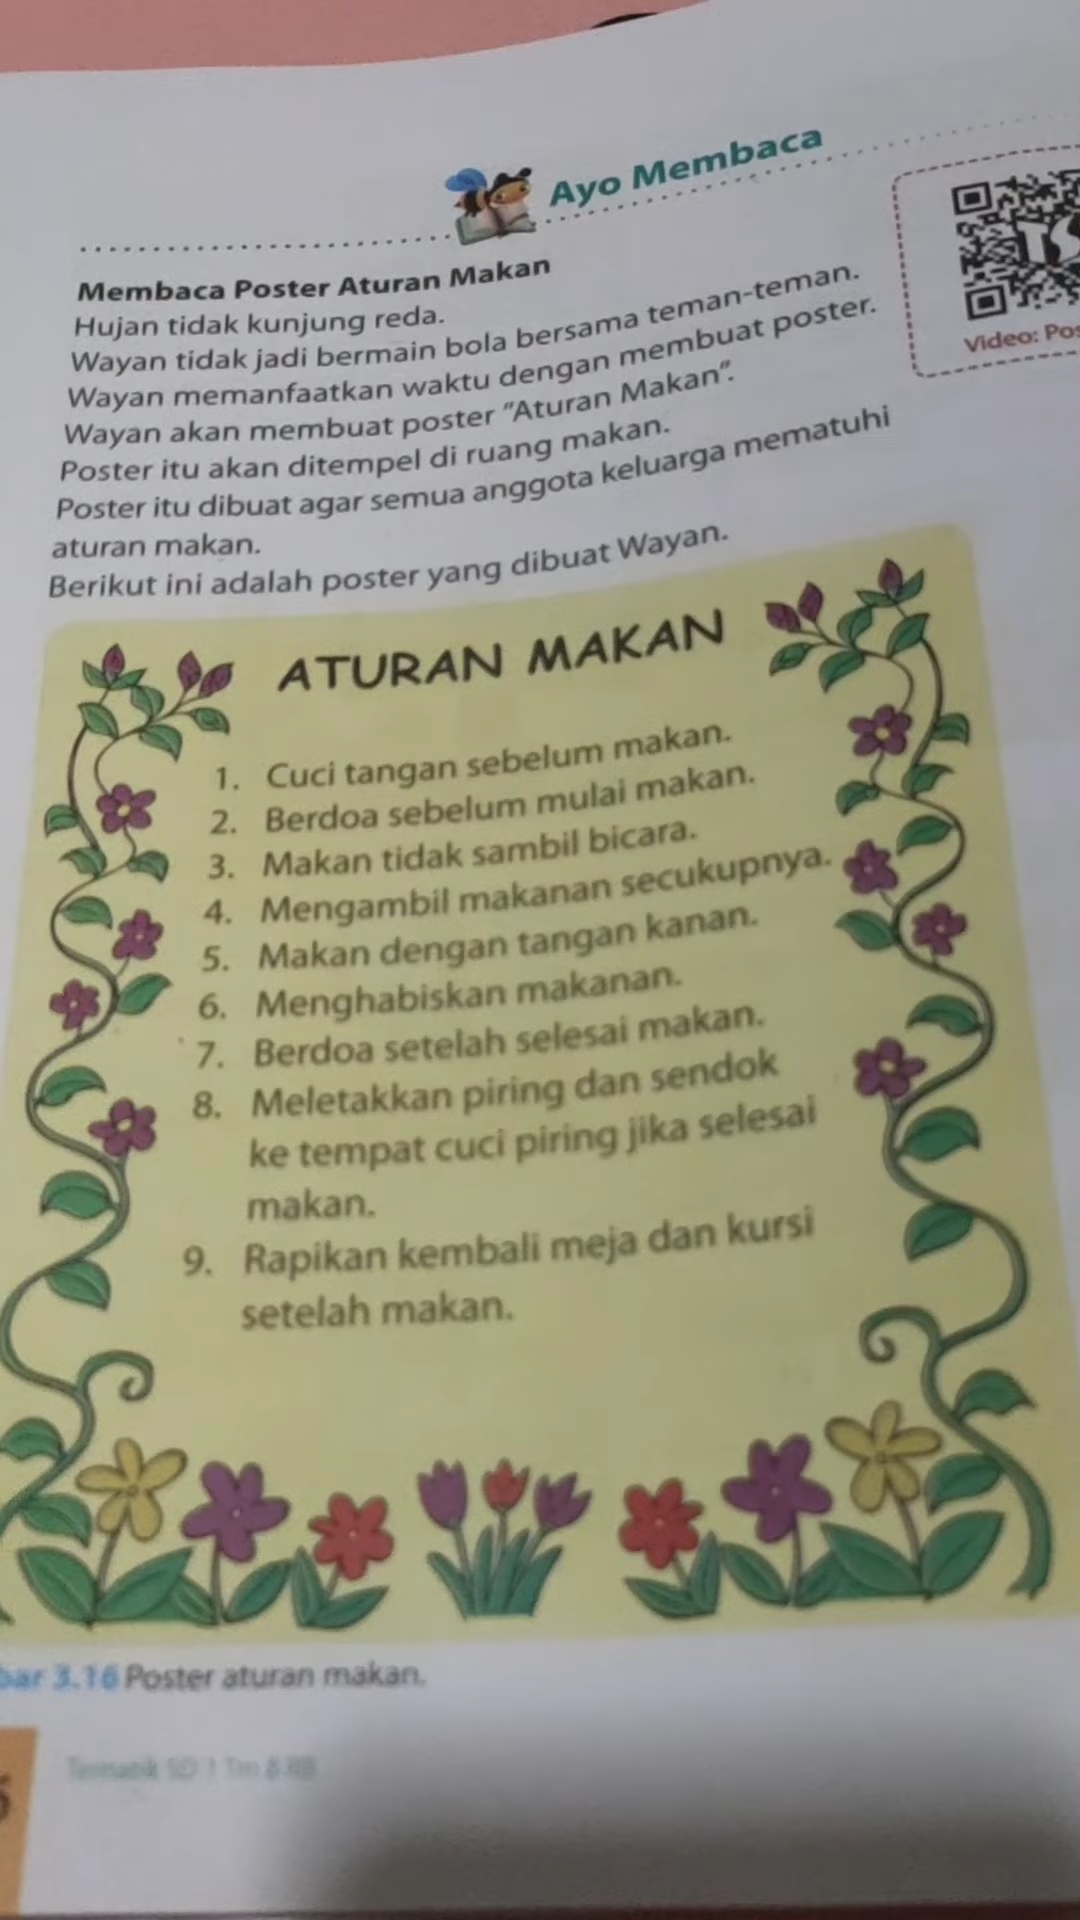 Ayo Membaca
Membaca Poster Aturan Makan
Hujan tidak kunjung reda.
Wayan tidak jadi bermain bola bersama teman-teman.
Wayan memanfaatkan waktu dengan membuat poster.
Wayan akan membuat poster "Aturan Makan".
Poster itu akan ditempel di ruang makan.
Poster itu dibuat agar semua anggota keluarga mematuhi
aturan makan.
Berikut ini adalah poster yang dibuat Wayan.
Video:
ATURAN MAKAN
1. Cuci tangan sebelum makan.
2. Berdoa sebelum mulai makan.
3. Makan tidak sambil bicara.
4. Mengambil makanan secukupnya.
5. Makan dengan tangan kanan.
6. Menghabiskan makanan.
7. Berdoa setelah selesai makan.
8. Meletakkan piring dan sendok
ke tempat cuci piring jika selesai
makan.
9. Rapikan kembali meja dan kursi
setelah makan.
bar 3.16 Poster aturan makan.
Tematik SD 1